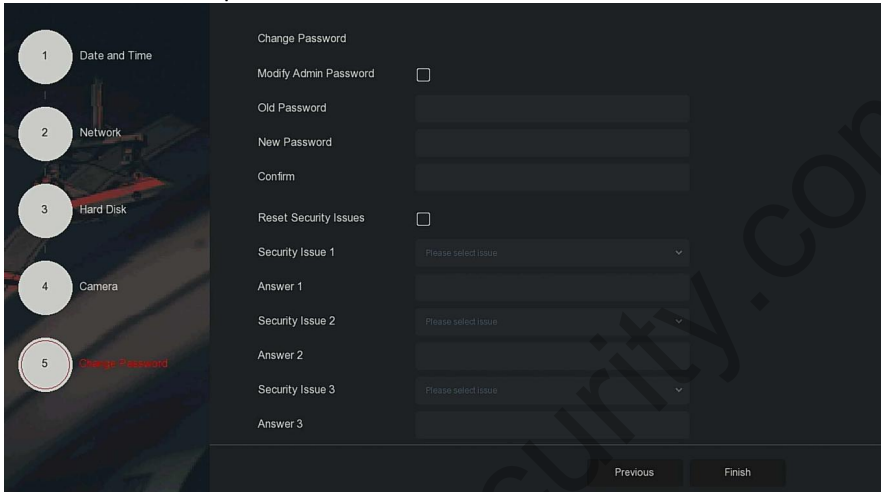 1 Date and Time
2 Network
3 Hard Disk
4 Camera
5 Change Password
Change Password
Modify Admin Password
Old Password
New Password
Confirm
Reset Security Issues
Security Issue 1 Please select issue
Answer 1
Security Issue 2 Please select issue
Answer 2
Security Issue 3 Please select issue
Answer 3
Previous Finish